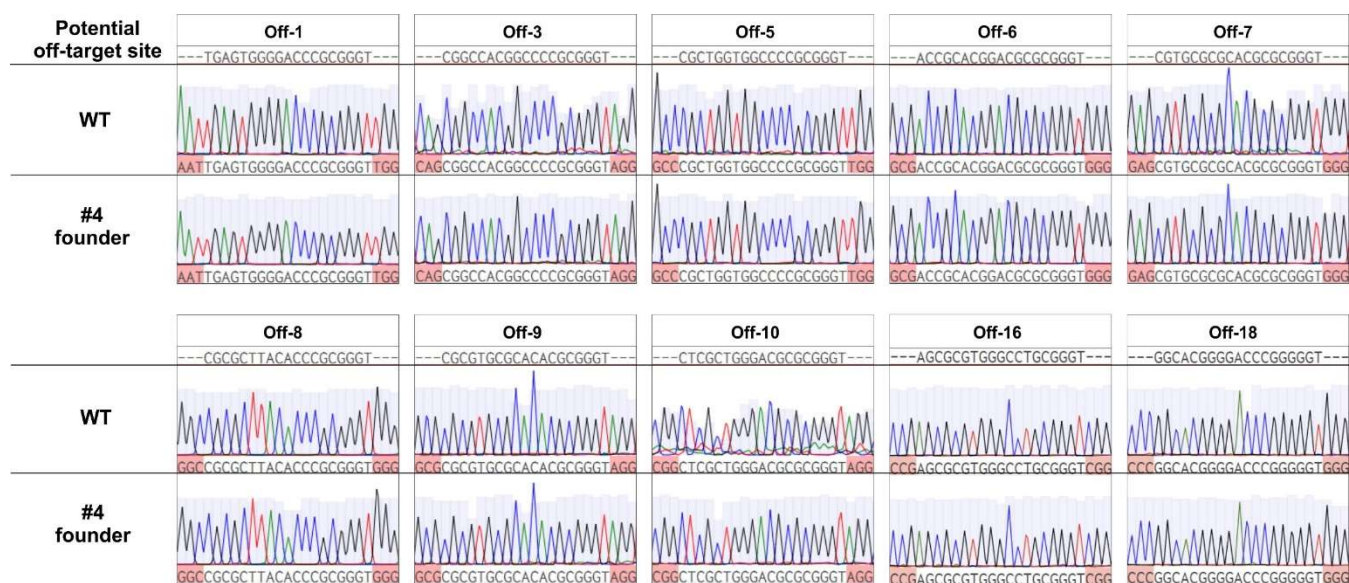 Potential off-target site
Off-1 Off-3 Off-5 Off-6 Off-7
---TGAGTGGGGACCCGCGGGT---- ---CGGCCACGGCCCCGCGGGT---- ---CGCTGGTGGCCCCGCGGGT---- ---ACCGCACGGACGCGCGGGT---- ---CGTGCGCGCACGCGCGGGT----
WT
AATTGAGTGGGGACCCGCGGGTTGG CAGCGGCCACGGCCCCGCGGGTAGG GCCCGCTGGTGGCCCCGCGGGTTGG GCGACCGCACGGACGCGCGGGTGGG GAGCGTGCGCGCACGCGCGGGTGGG
#4 founder
AATTGAGTGGGGACCCGCGGGTTGG CAGCGGCCACGGCCCCGCGGGTAGG GCCCGCTGGTGGCCCCGCGGGTTGG GCGACCGCACGGACGCGCGGGTGGG GAGCGTGCGCGCACGCGCGGGTGGG
Off-8 Off-9 Off-10 Off-16 Off-18
---CGCGCTTACACCCGCGGGT---- ---CGCGTGCGCACACGCGGGT---- ---CTCGCTGGGACGCGCGGGT---- ---AGCGCGTGGGCCTGCGGGT---- ---GGCACGGGGACCCGGGGGT----
WT
GGCCGCGCTTACACCCGCGGGTGGG GCGCGCGTGCGCACACGCGGGTAGG CGGCTCGCTGGGACGCGCGGGTAGG CCGAGCGCGTGGGCCTGCGGGTCGG CCCGGCACGGGGACCCGGGGGTGGG
#4 founder
GGCCGCGCTTACACCCGCGGGTGGG GCGCGCGTGCGCACACGCGGGTAGG CGGCTCGCTGGGACGCGCGGGTAGG CCGAGCGCGTGGGCCTGCGGGTCGG CCCGGCACGGGGACCCGGGGGTGGG